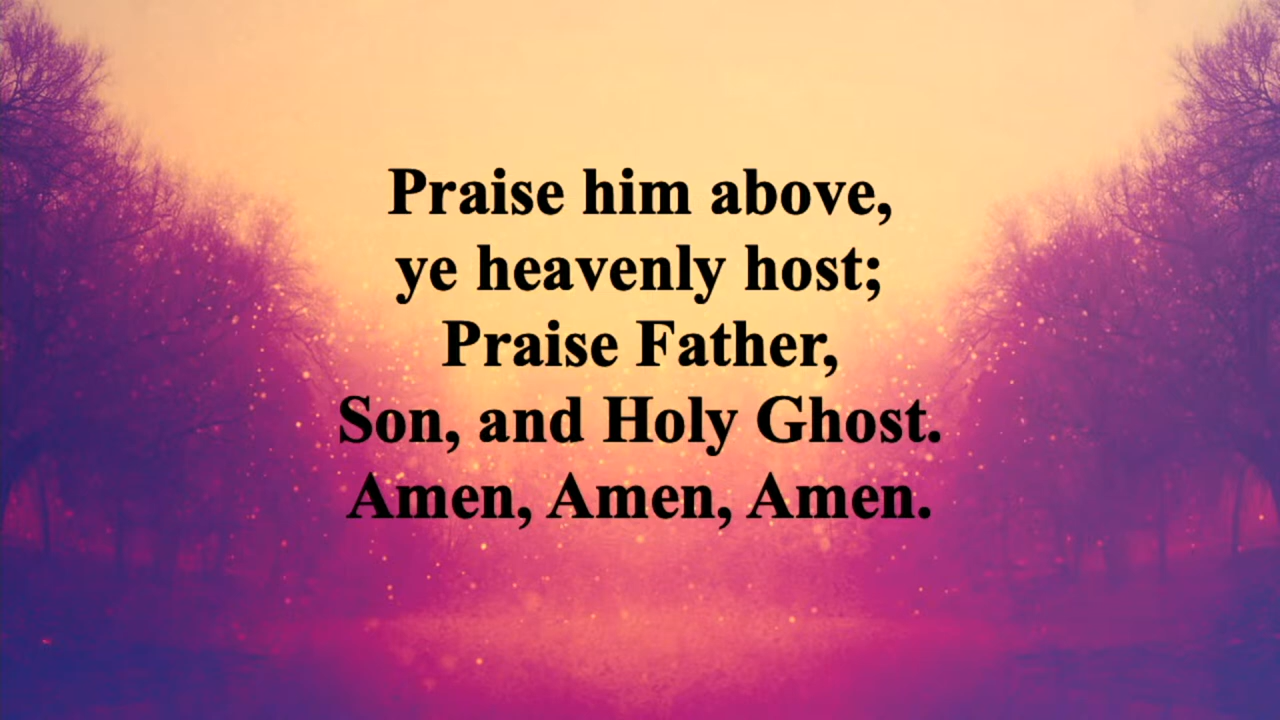 Praise him above,
ye heavenly host;
Praise Father,
Son, and Holy Ghost.
Amen, Amen, Amen.